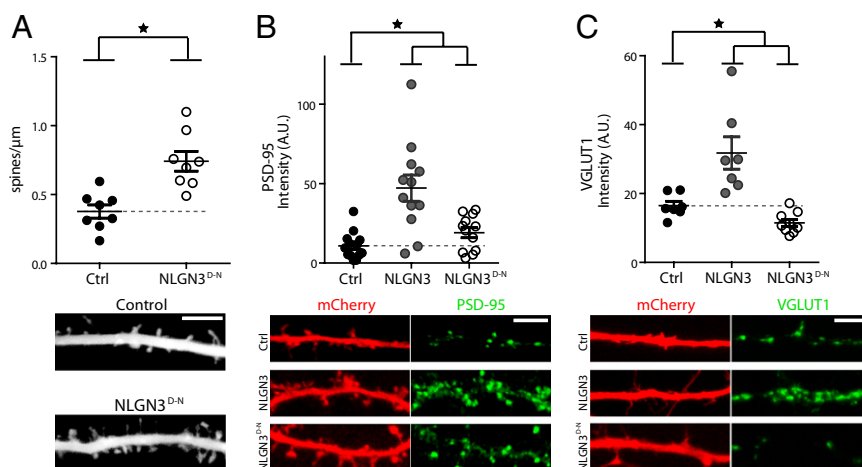 A
★
1.5
1.0
0.5
0.0
spines/µm
Ctrl
NLGN3D-N
Control
NLGN3D-N
B
★
100
50
0
PSD-95
Intensity (A.U.)
Ctrl
NLGN3
NLGN3D-N
mCherry
PSD-95
Ctrl
NLGN3
NLGN3D-N
C
★
60
40
20
0
VGLUT1
Intensity (A.U.)
Ctrl
NLGN3
NLGN3D-N
mCherry
VGLUT1
Ctrl
NLGN3
NLGN3D-N